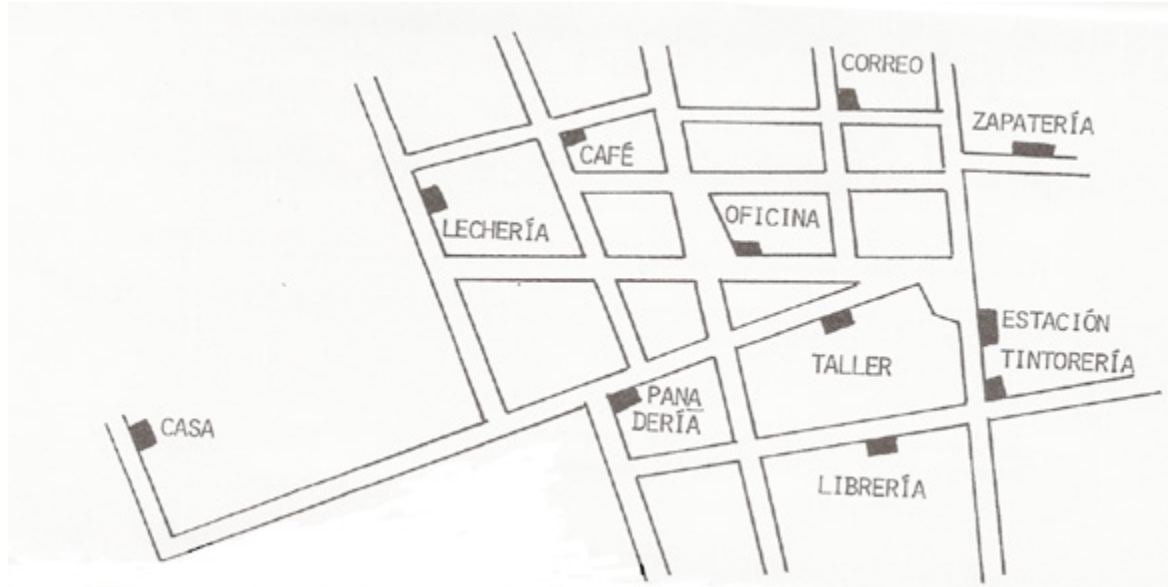 CORREO
ZAPATERÍA
CAFÉ
LECHERÍA
OFICINA
ESTACIÓN
TINTORERÍA
TALLER
PANA
DERÍA
CASA
LIBRERÍA